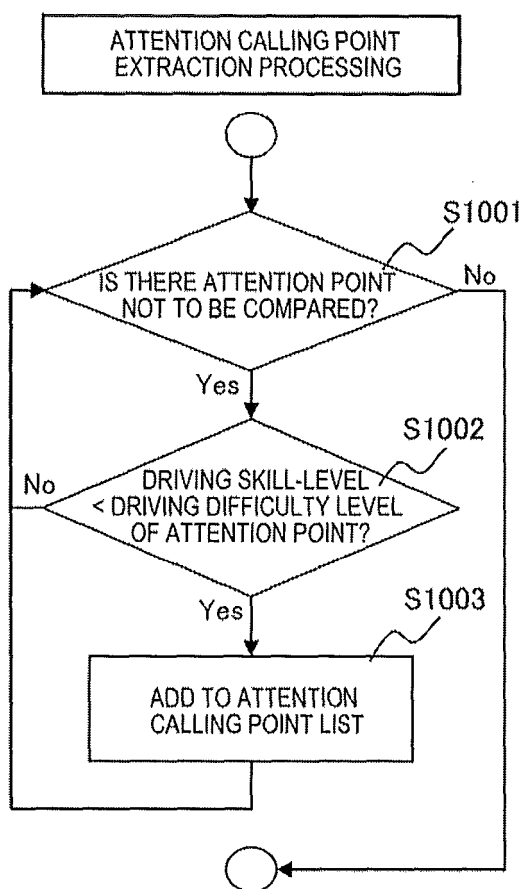 ATTENTION CALLING POINT
EXTRACTION PROCESSING
S1001
IS THERE ATTENTION POINT
NOT TO BE COMPARED?
No
Yes
S1002
DRIVING SKILL-LEVEL
< DRIVING DIFFICULTY LEVEL
OF ATTENTION POINT?
No
Yes
S1003
ADD TO ATTENTION
CALLING POINT LIST